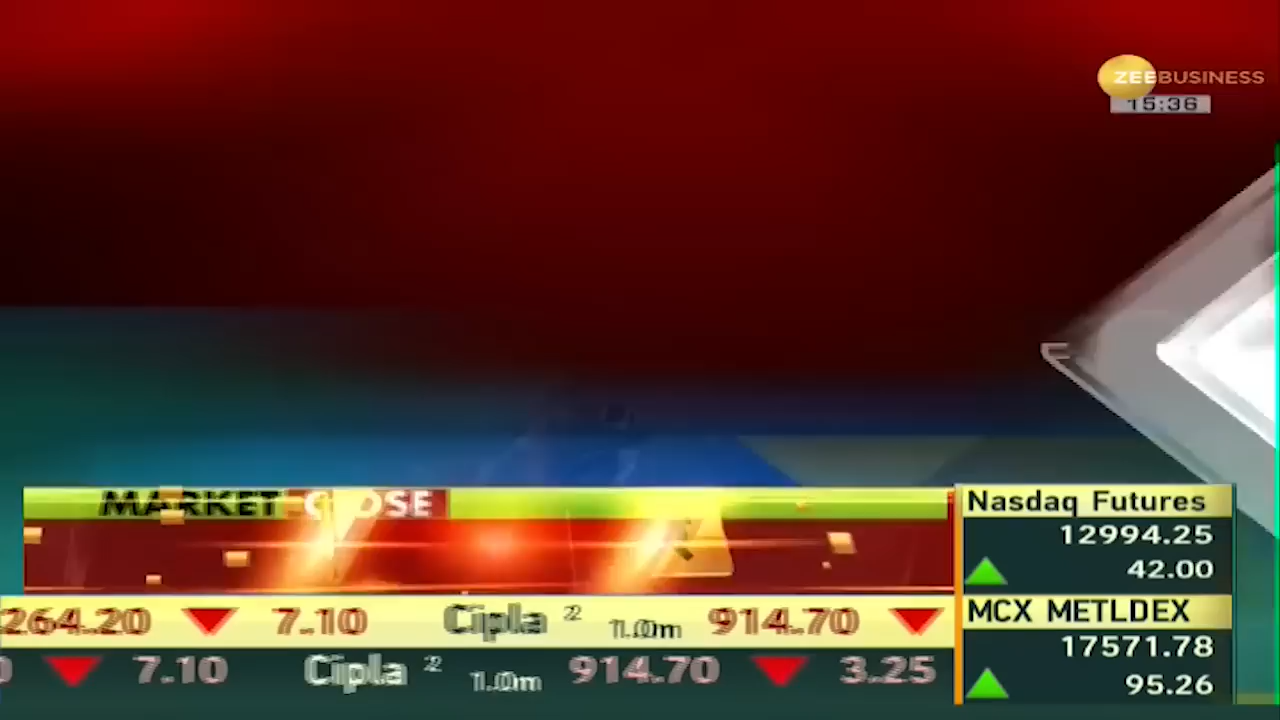 ZEEBUSINESS
15:36
MARKET CLOSE
Nasdaq Futures
12994.25
42.00
264.20 7.10 Cipla 2 1.0m 914.70
MCX METLDEX
17571.78
7.10 Cipla 2 1.0m 914.70 3.25
95.26